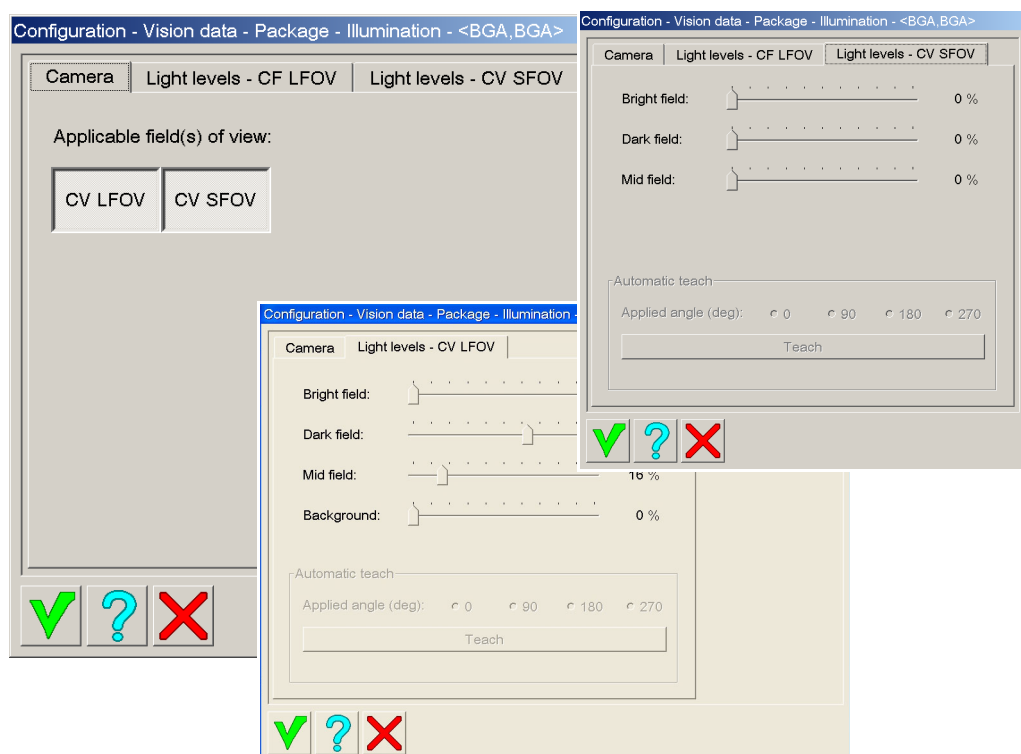 Configuration - Vision data - Package - Illumination - <BGA,BGA>
Camera Light levels - CF LFOV Light levels - CV SFOV
Applicable field(s) of view:
CV LFOV CV SFOV
Configuration - Vision data - Package - Illumination - <BGA,BGA>
Camera Light levels - CF LFOV Light levels - CV SFOV
Bright field: 0 %
Dark field: 0 %
Mid field: 0 %
Automatic teach
Applied angle (deg): 0 90 180 270
Teach
Configuration - Vision data - Package - Illumination -
Camera Light levels - CV LFOV
Bright field:
Dark field:
Mid field: 16 %
Background: 0 %
Automatic teach
Applied angle (deg): 0 90 180 270
Teach